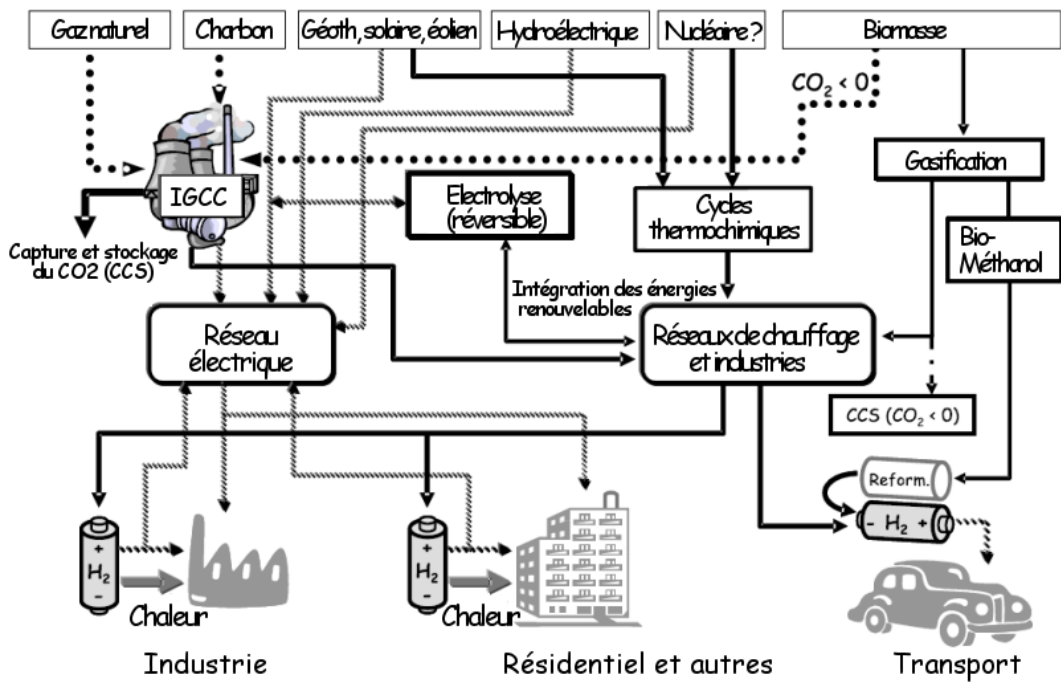 Gaz naturel
Charbon
Géoth, solaire, éolien
Hydroélectrique
Nucléaire ?
Biomasse
CO2 < 0
Gasification
IGCC
Electrolyse
(réversible)
Cycles
thermochimiques
Bio-
Méthanol
Capture et stockage
du CO2 (CCS)
Intégration des énergies
renouvelables
Réseau
électrique
Réseaux de chauffage
et industries
CCS (CO2 < 0)
Reform.
- H2 +
+
H2
-
Chaleur
+
H2
-
Chaleur
Industrie
Résidentiel et autres
Transport